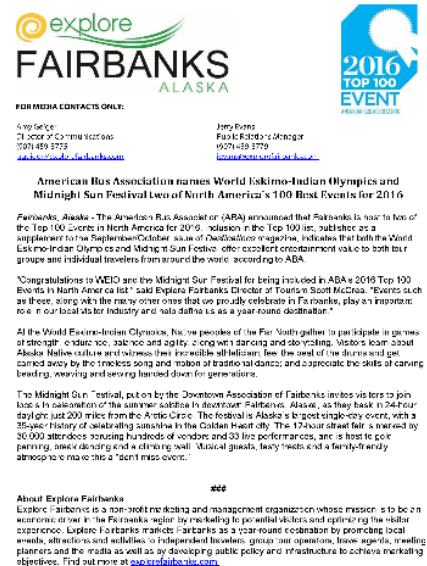 explore
FAIRBANKS
ALASKA
2016
TOP 100
EVENT
AMERICAN BUS ASSOCIATION
FOR MEDIA CONTACTS ONLY:
Amy Geiger
Director of Communications
(907) 459-3775
Jerry Evans
Public Relations Manager
(907) 459-3779
American Bus Association names World Eskimo-Indian Olympics and
Midnight Sun Festival two of North America's 100 Best Events for 2016
Fairbanks, Alaska - The American Bus Association (ABA) announced that Fairbanks is host to two of
the Top 100 Events in North America for 2016. Inclusion in the Top 100 list, published as a
supplement to the September/October issue of Destinations magazine, indicates that both the World
Eskimo-Indian Olympics and Midnight Sun Festival offer excellent entertainment value to both tour
groups and individual travelers from around the world, according to ABA.
"Congratulations to WEIO and the Midnight Sun Festival for being included in ABA's 2016 Top 100
Events in North America list," said Explore Fairbanks Director of Tourism Scott McCrea. "Events such
as these, along with the many other ones that we proudly celebrate in Fairbanks, play an important
role in our local visitor industry and help define us as a year-round destination."
At the World Eskimo-Indian Olympics, Native peoples of the Far North gather to participate in games
of strength, endurance, balance and agility, along with dancing and storytelling. Visitors learn about
Alaska Native culture and witness their incredible athleticism, feel the beat of the drums and get
carried away by the timeless song and motion of traditional dance; and appreciate the skills of carving,
beading, weaving and sewing handed down for generations.
The Midnight Sun Festival, put on by the Downtown Association of Fairbanks invites visitors to join
locals in celebration of the summer solstice in downtown Fairbanks, Alaska, as they bask in 24-hour
daylight just 200 miles from the Arctic Circle. The festival is Alaska's largest single-day event, with a
35-year history of celebrating sunshine in the Golden Heart city. The 12-hour street fair is marked by
30,000 attendees perusing hundreds of vendors and 33 live performances, and is host to gold
panning, break dancing and a climbing wall. Musical guests, tasty treats and a family-friendly
atmosphere make this a "don't miss event."
###
About Explore Fairbanks
Explore Fairbanks is a non-profit marketing and management organization whose mission is to be an
economic driver in the Fairbanks region by marketing to potential visitors and optimizing the visitor
experience. Explore Fairbanks markets Fairbanks as a year-round destination by promoting local
events, attractions and activities to independent travelers, group tour operators, travel agents, meeting
planners and the media as well as by developing public policy and infrastructure to achieve marketing
objectives. Find out more at explorefairbanks.com.